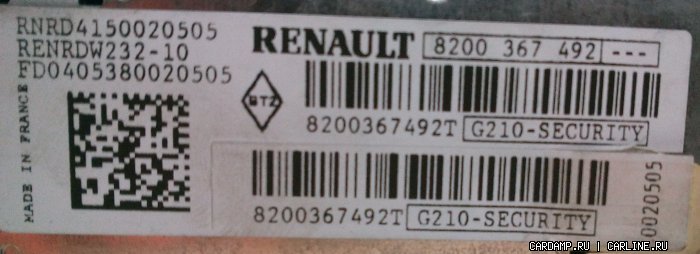 RNRD4150020505
RENRDW232-10
FD0405380020505
RENAULT 8200 367 492 ---
BTZ
8200367492T G210-SECURITY
MADE IN FRANCE
8200367492T G210-SECURITY
0020505
CARDAMP.RU | CARLINE.RU